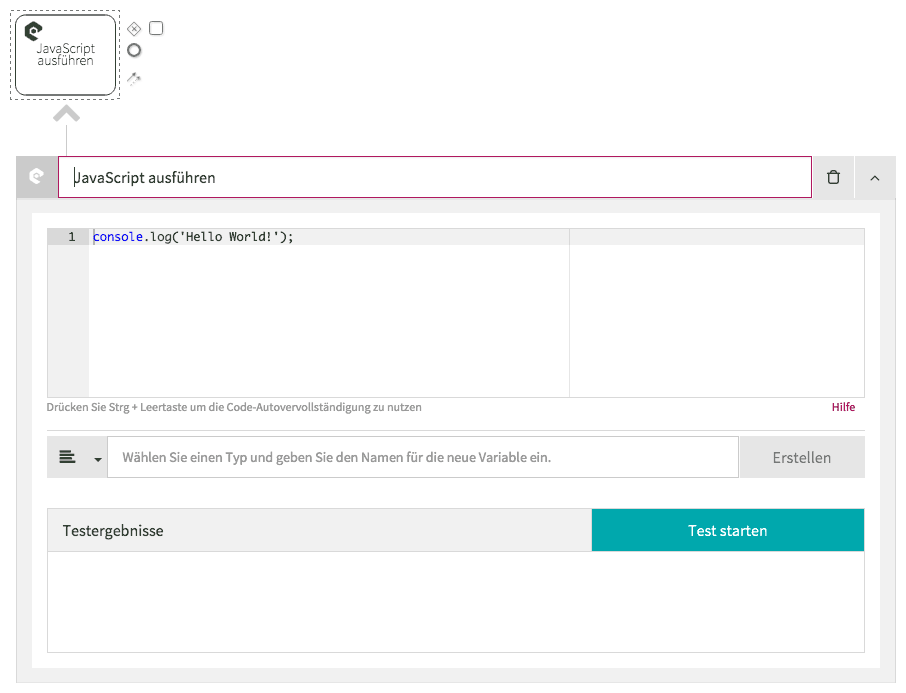 JavaScript
ausführen
JavaScript ausführen
1 console.log('Hello World!');
Drücken Sie Strg + Leertaste um die Code-Autovervollständigung zu nutzen
Hilfe
Wählen Sie einen Typ und geben Sie den Namen für die neue Variable ein.
Erstellen
Testergebnisse
Test starten